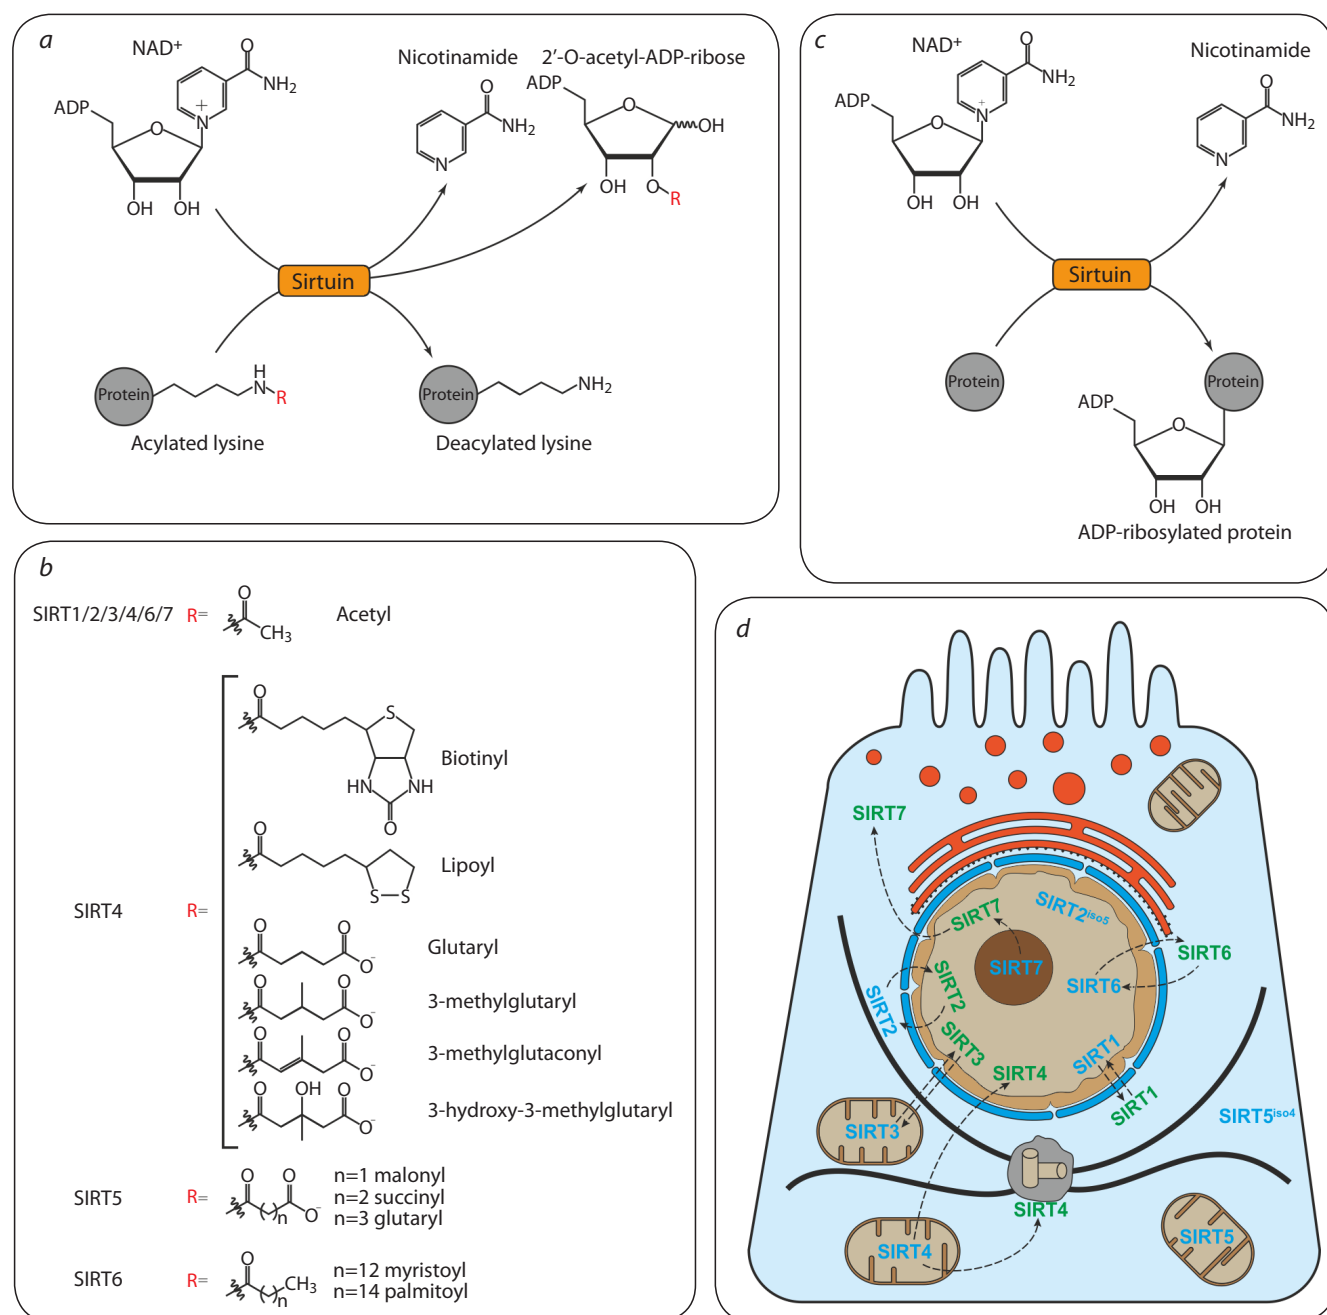 a
NAD+
O
NH2
N
+
ADP
O
OH OH
Nicotinamide
O
NH2
N
2′-O-acetyl-ADP-ribose
ADP
O
OH
OH
O
R
Sirtuin
Protein
H
N
R
Acylated lysine
Protein
NH2
Deacylated lysine
c
NAD+
O
NH2
N
+
ADP
O
OH OH
Nicotinamide
O
NH2
N
Sirtuin
Protein
Protein
ADP
O
OH OH
ADP-ribosylated protein
b
SIRT1/2/3/4/6/7 R=
O
CH3
Acetyl
SIRT4 R=
O
S
HN NH
O
Biotinyl
O
S S
Lipoyl
O O
O-
Glutaryl
O O
O-
3-methylglutaryl
O O
O-
3-methylglutaconyl
O OH O
O-
3-hydroxy-3-methylglutaryl
SIRT5 R=
O O
n O-
n=1 malonyl
n=2 succinyl
n=3 glutaryl
SIRT6 R=
O
CH3
n
n=12 myristoyl
n=14 palmitoyl
d
SIRT7
SIRT7
SIRT2iso5
SIRT7
SIRT6
SIRT6
SIRT2
SIRT2
SIRT3
SIRT4
SIRT1
SIRT1
SIRT3
SIRT5iso4
SIRT4
SIRT4
SIRT5